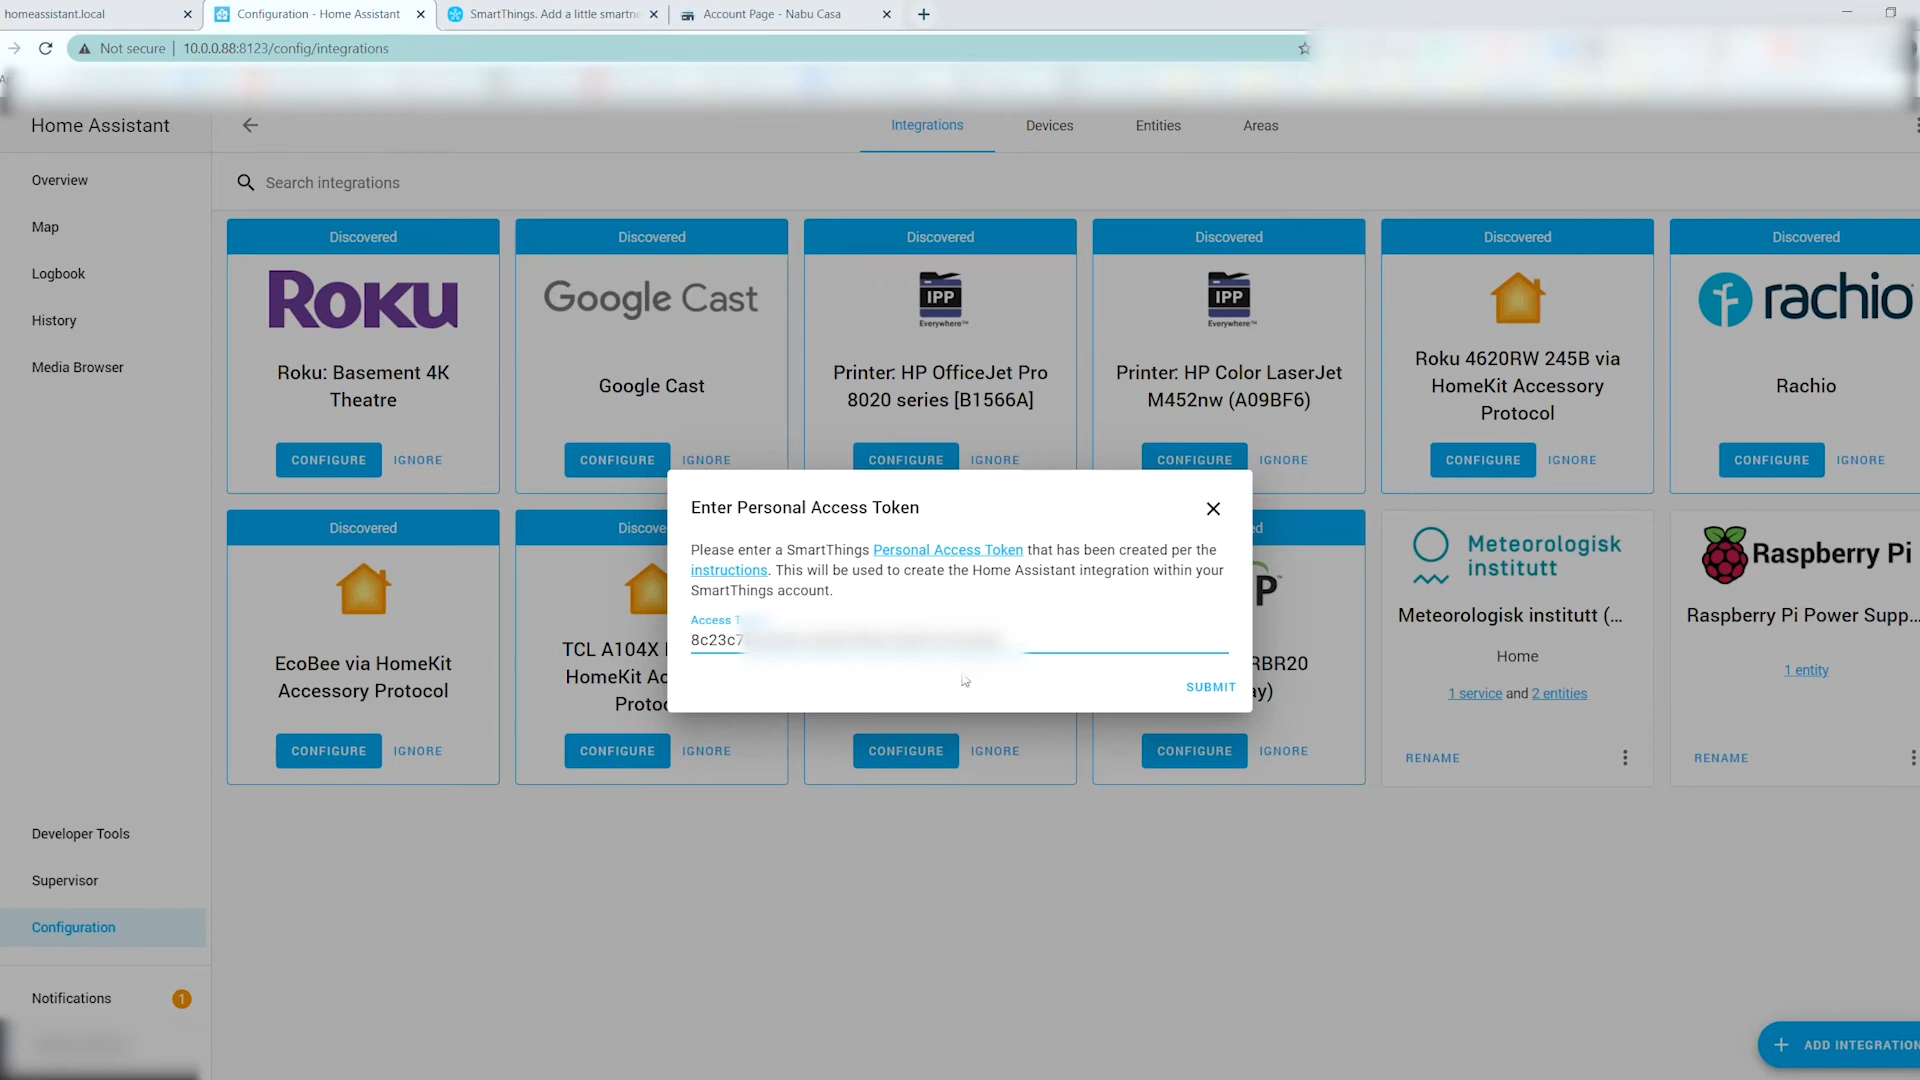 homeassistant.local
Configuration - Home Assistant
SmartThings. Add a little smartne
Account Page - Nabu Casa
Not secure
10.0.0.88:8123/config/integrations
Home Assistant
Integrations
Devices
Entities
Areas
Overview
Map
Logbook
History
Media Browser
Developer Tools
Supervisor
Configuration
Notifications
1
Search integrations
Discovered
Roku
Roku: Basement 4K
Theatre
CONFIGURE
IGNORE
Discovered
Google Cast
Google Cast
CONFIGURE
IGNORE
Discovered
IPP
Everywhere™
Printer: HP OfficeJet Pro
8020 series [B1566A]
CONFIGURE
IGNORE
Discovered
IPP
Everywhere™
Printer: HP Color LaserJet
M452nw (A09BF6)
CONFIGURE
IGNORE
Discovered
Roku 4620RW 245B via
HomeKit Accessory
Protocol
CONFIGURE
IGNORE
Discovered
rachio
Rachio
CONFIGURE
IGNORE
Discovered
EcoBee via HomeKit
Accessory Protocol
CONFIGURE
IGNORE
Discove
TCL A104X
HomeKit Ac
Proto
CONFIGURE
IGNORE
CONFIGURE
IGNORE
ed
P™
RBR20
ay)
CONFIGURE
IGNORE
Meteorologisk
institutt
Meteorologisk institutt (...
Home
1 service and 2 entities
RENAME
Raspberry Pi
Raspberry Pi Power Supp...
1 entity
RENAME
Enter Personal Access Token
Please enter a SmartThings Personal Access Token that has been created per the
instructions. This will be used to create the Home Assistant integration within your
SmartThings account.
Access T
8c23c7
SUBMIT
ADD INTEGRATION